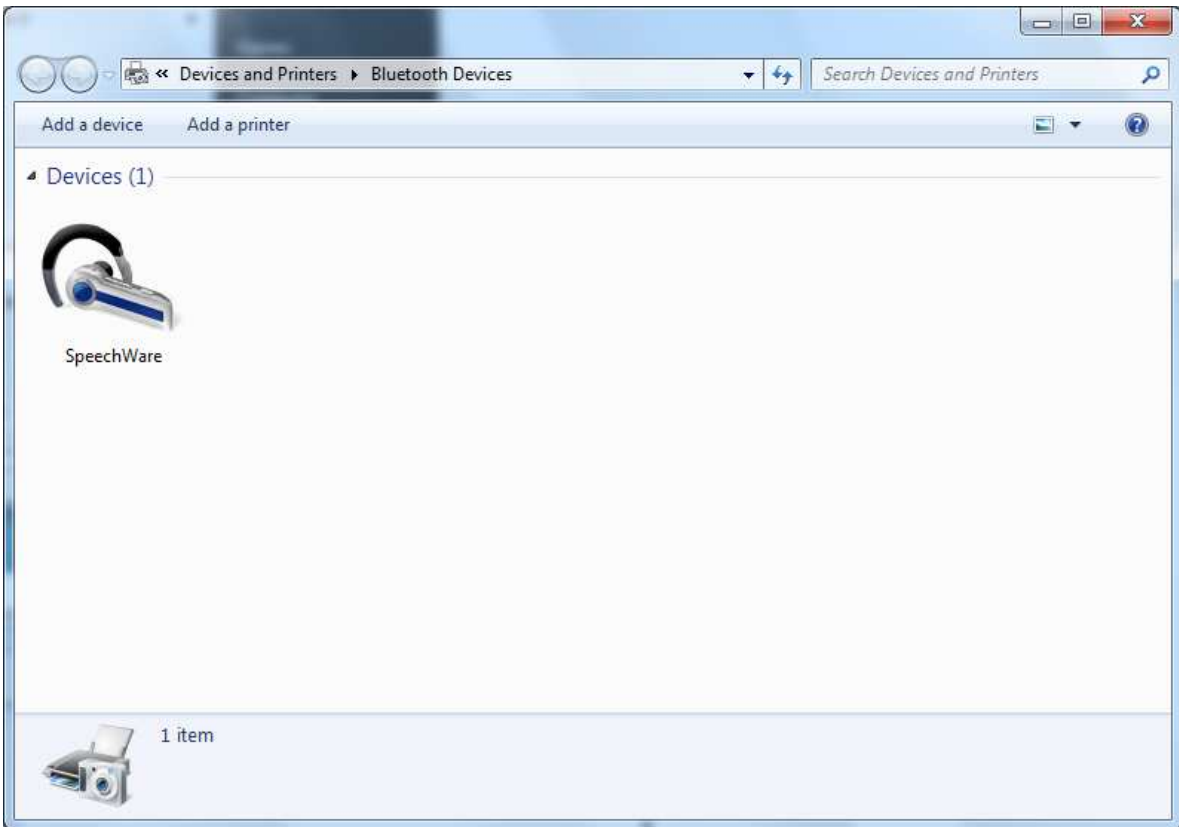 « Devices and Printers ▸ Bluetooth Devices
Search Devices and Printers
Add a device Add a printer
Devices (1)
SpeechWare
1 item